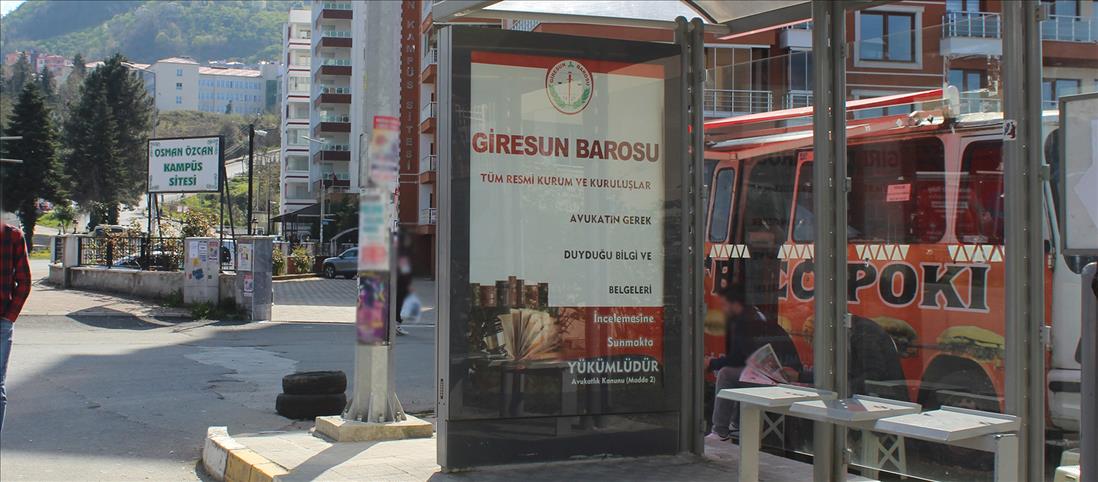 OSMAN ÖZCAN
KAMPÜS
SİTESİ
KAMPÜS SİTESİ
GİRESUN BAROSU
GİRESUN BAROSU
TÜM RESMİ KURUM VE KURULUŞLAR
AVUKATIN GEREK
DUYDUĞU BİLGİ VE
BELGELERİ
İncelemesine
Sunmakta
YÜKÜMLÜDÜR
Avukatlık Kanunu (Madde 2)
POKI